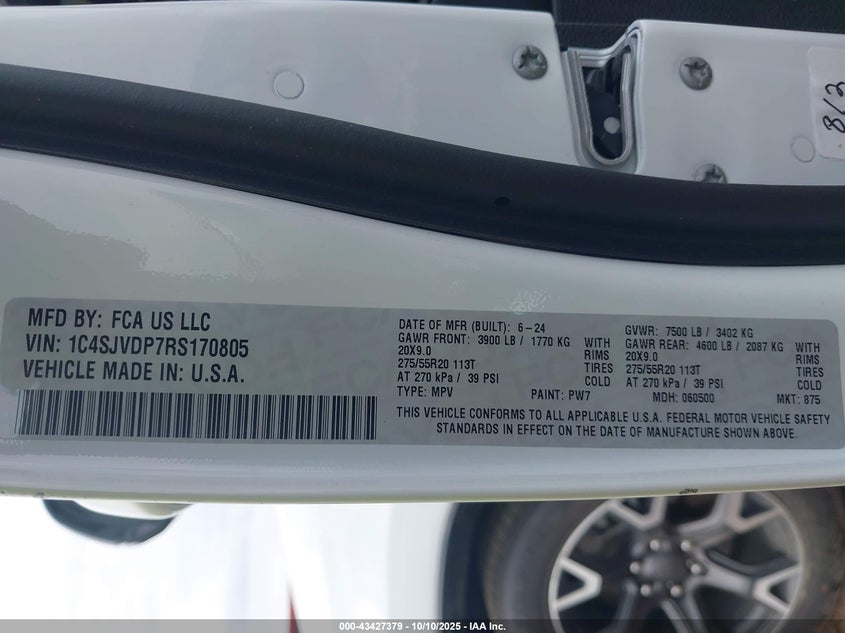 863
MFD BY: FCA US LLC
VIN: 1C4SJVDP7RS170805
VEHICLE MADE IN: U.S.A.
DATE OF MFR (BUILT): 6-24
GAWR FRONT: 3900 LB / 1770 KG WITH
20X9.0 RIMS
275/55R20 113T TIRES
AT 270 kPa / 39 PSI COLD
TYPE: MPV PAINT: PW7
GVWR: 7500 LB / 3402 KG
GAWR REAR: 4600 LB / 2087 KG WITH
20X9.0 RIMS
275/55R20 113T TIRES
AT 270 kPa / 39 PSI COLD
MDH: 060500 MKT: 875
THIS VEHICLE CONFORMS TO ALL APPLICABLE U.S.A. FEDERAL MOTOR VEHICLE SAFETY
STANDARDS IN EFFECT ON THE DATE OF MANUFACTURE SHOWN ABOVE.
000-43427379 - 10/10/2025 - IAA Inc.